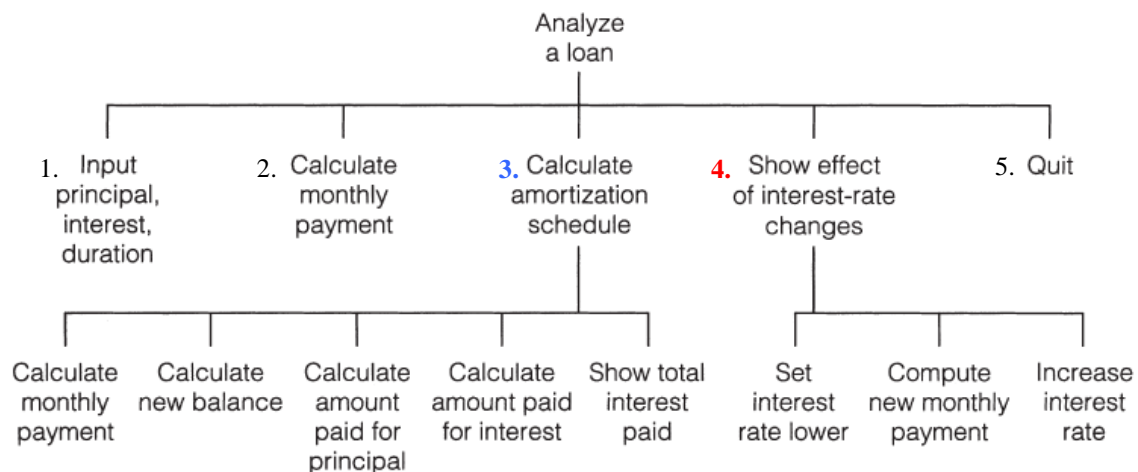 Analyze
a loan
1. Input
principal,
interest,
duration
2. Calculate
monthly
payment
3. Calculate
amortization
schedule
4. Show effect
of interest-rate
changes
5. Quit
Calculate
monthly
payment
Calculate
new balance
Calculate
amount
paid for
principal
Calculate
amount paid
for interest
Show total
interest
paid
Set
interest
rate lower
Compute
new monthly
payment
Increase
interest
rate